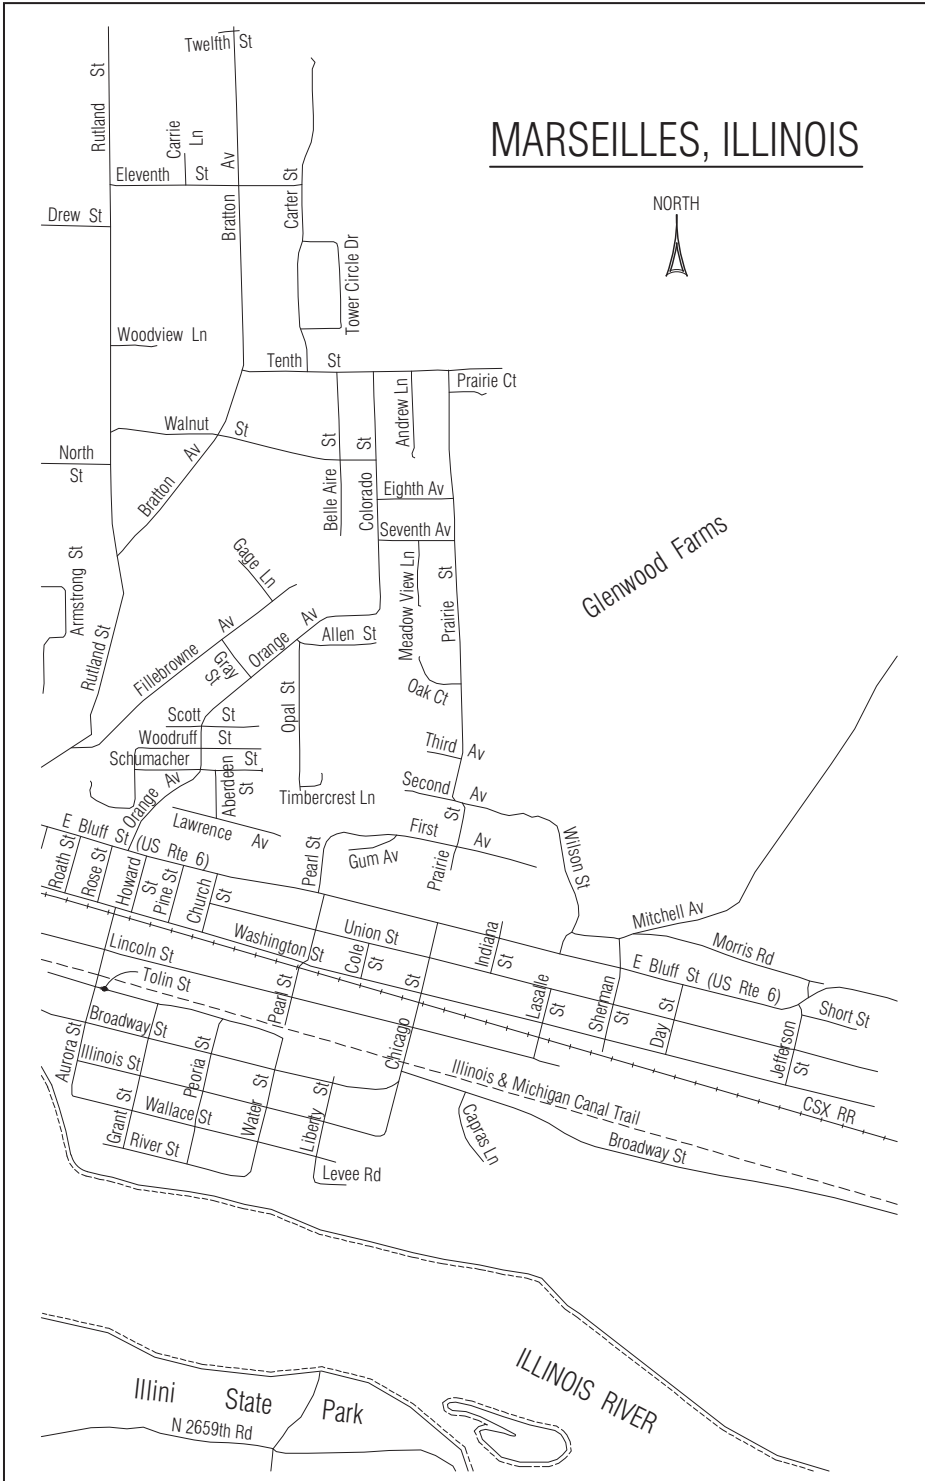 MARSEILLES, ILLINOIS
NORTH
Twelfth St
Rutland St
Carrie Ln
Eleventh St
Bratton Av
Carter St
Drew St
Tower Circle Dr
Woodview Ln
Tenth St
Prairie Ct
Andrew Ln
Walnut St
North St
Bratton Av
Belle Aire St
Colorado St
Eighth Av
Seventh Av
Glenwood Farms
Gage Ln
Armstrong St
Meadow View Ln
Prairie St
Rutland St
Fillebrowne Av
Gray St
Orange Av
Allen St
Oak Ct
Opal St
Scott St
Woodruff St
Schumacher St
Third Av
Orange Av
Aberdeen St
Timbercrest Ln
Second Av
Lawrence Av
E Bluff St (US Rte 6)
Pearl St
First Av
Gum Av
Prairie St
Wilson St
Roath St
Rose St
Howard St
Pine St
Church St
Mitchell Av
Morris Rd
Washington St
Union St
Cole St
Indiana St
Lincoln St
E Bluff St (US Rte 6)
Tolin St
Pearl St
Chicago St
Lasalle St
Sherman St
Day St
Jefferson St
Short St
Broadway St
Aurora St
Illinois St
Peoria St
Water St
Liberty St
Illinois & Michigan Canal Trail
CSX RR
Grant St
Wallace St
River St
Capras Ln
Broadway St
Levee Rd
ILLINOIS RIVER
Illini State Park
N 2659th Rd